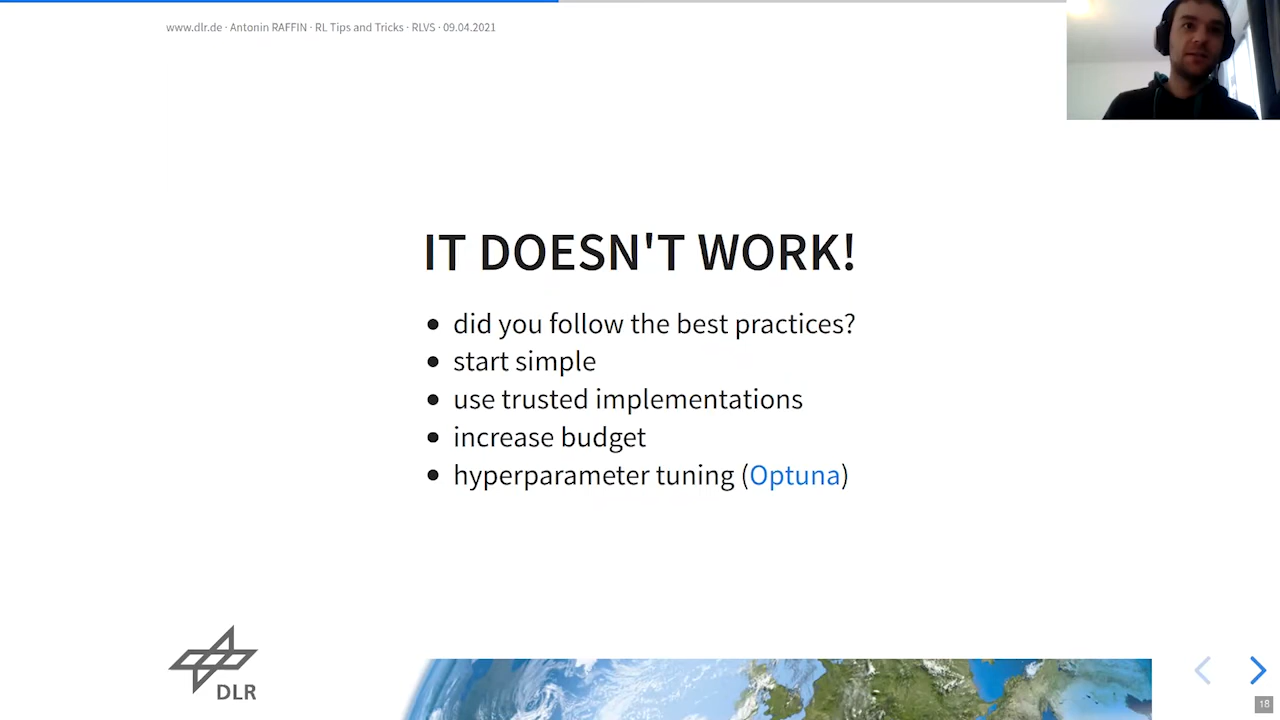 www.dlr.de · Antonin RAFFIN · RL Tips and Tricks · RLVS · 09.04.2021
IT DOESN'T WORK!
• did you follow the best practices?
• start simple
• use trusted implementations
• increase budget
• hyperparameter tuning (Optuna)
DLR
18